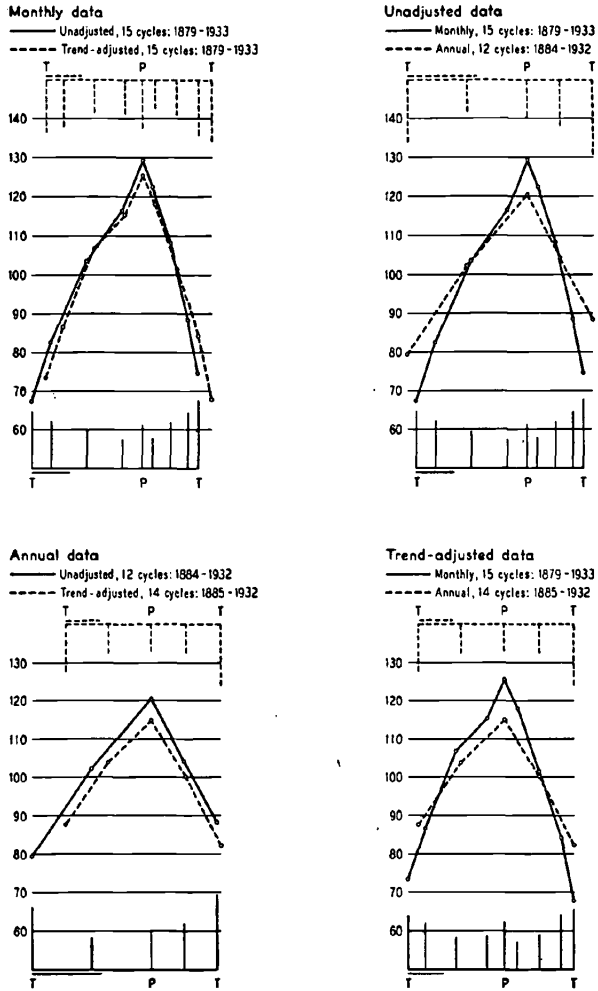 Monthly data
Unadjusted, 15 cycles: 1879-1933
Trend-adjusted, 15 cycles: 1879-1933
T P T
140
130
120
110
100
90
80
70
60
T P T
Unadjusted data
Monthly, 15 cycles: 1879-1933
Annual, 12 cycles: 1884-1932
T P T
140
130
120
110
100
90
80
70
60
T P T
Annual data
Unadjusted, 12 cycles: 1884-1932
Trend-adjusted, 14 cycles: 1885-1932
T P T
130
120
110
100
90
80
70
60
T P T
Trend-adjusted data
Monthly, 15 cycles: 1879-1933
Annual, 14 cycles: 1885-1932
T P T
130
120
110
100
90
80
70
60
T P T